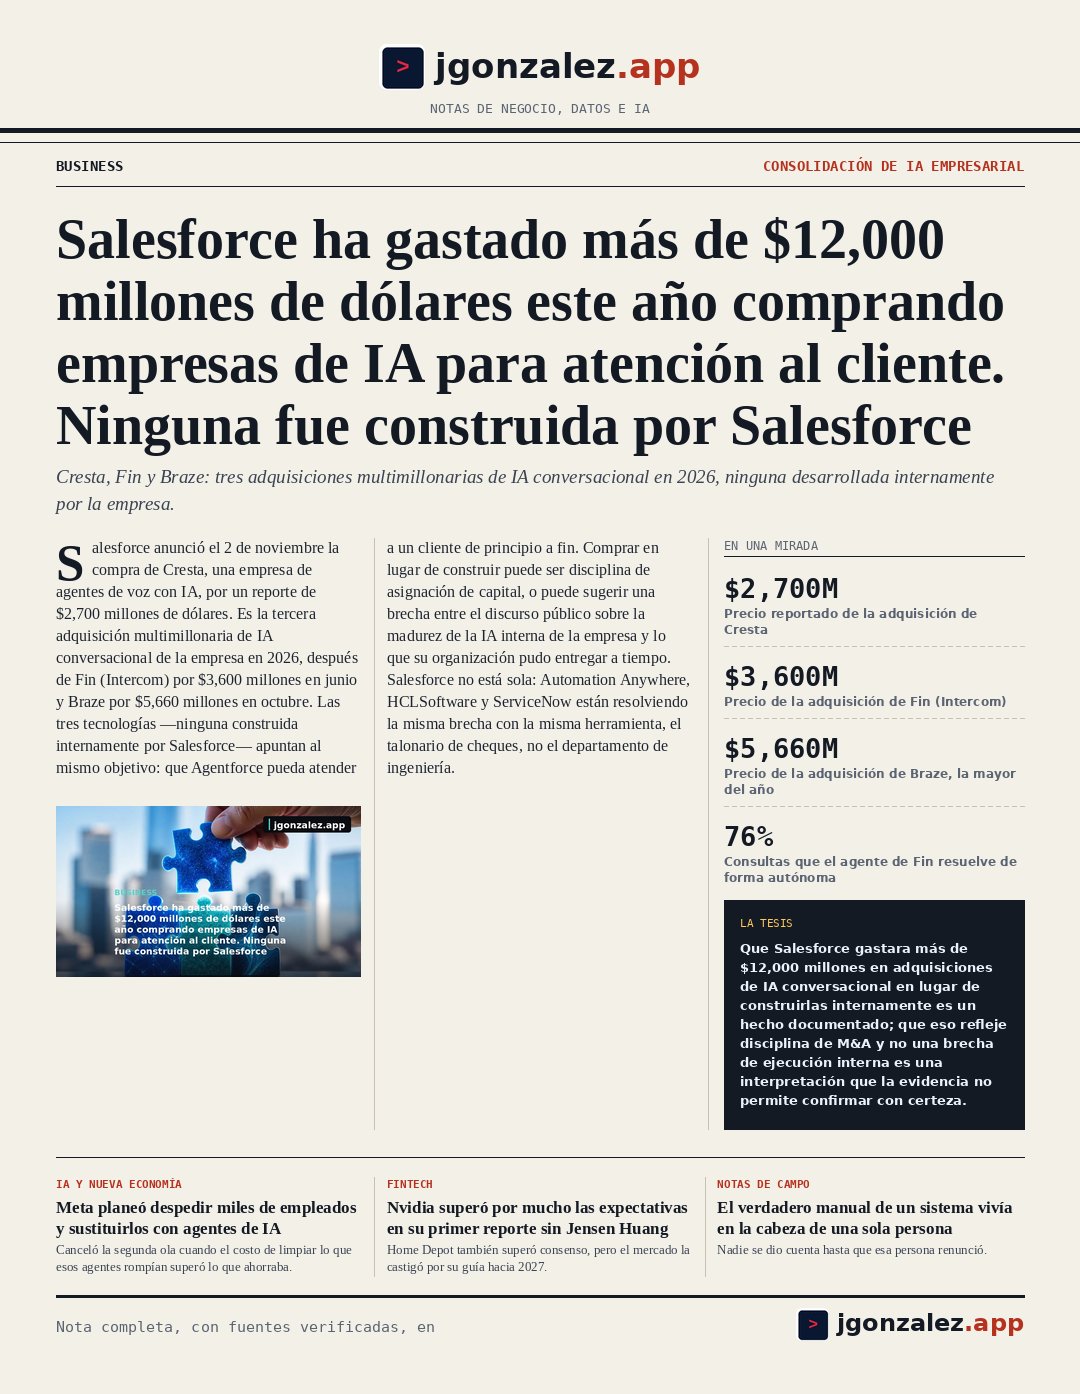 > jgonzalez.app
NOTAS DE NEGOCIO, DATOS E IA
BUSINESS
CONSOLIDACIÓN DE IA EMPRESARIAL
Salesforce ha gastado más de $12,000
millones de dólares este año comprando
empresas de IA para atención al cliente.
Ninguna fue construida por Salesforce
Cresta, Fin y Braze: tres adquisiciones multimillonarias de IA conversacional en 2026, ninguna desarrollada internamente
por la empresa.
Salesforce anunció el 2 de noviembre la
compra de Cresta, una empresa de
agentes de voz con IA, por un reporte de
$2,700 millones de dólares. Es la tercera
adquisición multimillonaria de IA
conversacional de la empresa en 2026, después
de Fin (Intercom) por $3,600 millones en junio
y Braze por $5,660 millones en octubre. Las
tres tecnologías —ninguna construida
internamente por Salesforce— apuntan al
mismo objetivo: que Agentforce pueda atender
jgonzalez.app
BUSINESS
Salesforce ha gastado más de
$12,000 millones de dólares este
año comprando empresas de IA
para atención al cliente. Ninguna
fue construida por Salesforce
a un cliente de principio a fin. Comprar en
lugar de construir puede ser disciplina de
asignación de capital, o puede sugerir una
brecha entre el discurso público sobre la
madurez de la IA interna de la empresa y lo
que su organización pudo entregar a tiempo.
Salesforce no está sola: Automation Anywhere,
HCLSoftware y ServiceNow están resolviendo
la misma brecha con la misma herramienta, el
talonario de cheques, no el departamento de
ingeniería.
EN UNA MIRADA
$2,700M
Precio reportado de la adquisición de
Cresta
$3,600M
Precio de la adquisición de Fin (Intercom)
$5,660M
Precio de la adquisición de Braze, la mayor
del año
76%
Consultas que el agente de Fin resuelve de
forma autónoma
LA TESIS
Que Salesforce gastara más de
$12,000 millones en adquisiciones
de IA conversacional en lugar de
construirlas internamente es un
hecho documentado; que eso refleje
disciplina de M&A y no una brecha
de ejecución interna es una
interpretación que la evidencia no
permite confirmar con certeza.
IA Y NUEVA ECONOMÍA
Meta planeó despedir miles de empleados
y sustituirlos con agentes de IA
Canceló la segunda ola cuando el costo de limpiar lo que
esos agentes rompían superó lo que ahorraba.
FINTECH
Nvidia superó por mucho las expectativas
en su primer reporte sin Jensen Huang
Home Depot también superó consenso, pero el mercado la
castigó por su guía hacia 2027.
NOTAS DE CAMPO
El verdadero manual de un sistema vivía
en la cabeza de una sola persona
Nadie se dio cuenta hasta que esa persona renunció.
Nota completa, con fuentes verificadas, en
> jgonzalez.app